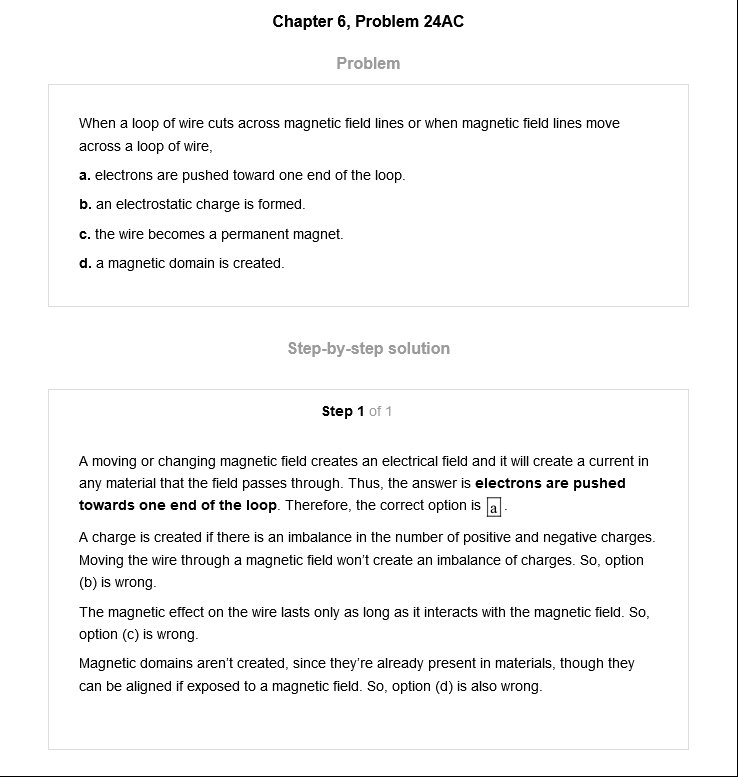 Chapter 6, Problem 24AC
Problem
When a loop of wire cuts across magnetic field lines or when magnetic field lines move
across a loop of wire,
a. electrons are pushed toward one end of the loop.
b. an electrostatic charge is formed.
c. the wire becomes a permanent magnet.
d. a magnetic domain is created.
Step-by-step solution
Step 1 of 1
A moving or changing magnetic field creates an electrical field and it will create a current in
any material that the field passes through. Thus, the answer is electrons are pushed
towards one end of the loop. Therefore, the correct option is a.
A charge is created if there is an imbalance in the number of positive and negative charges.
Moving the wire through a magnetic field won't create an imbalance of charges. So, option
(b) is wrong.
The magnetic effect on the wire lasts only as long as it interacts with the magnetic field. So,
option (c) is wrong.
Magnetic domains aren't created, since they're already present in materials, though they
can be aligned if exposed to a magnetic field. So, option (d) is also wrong.